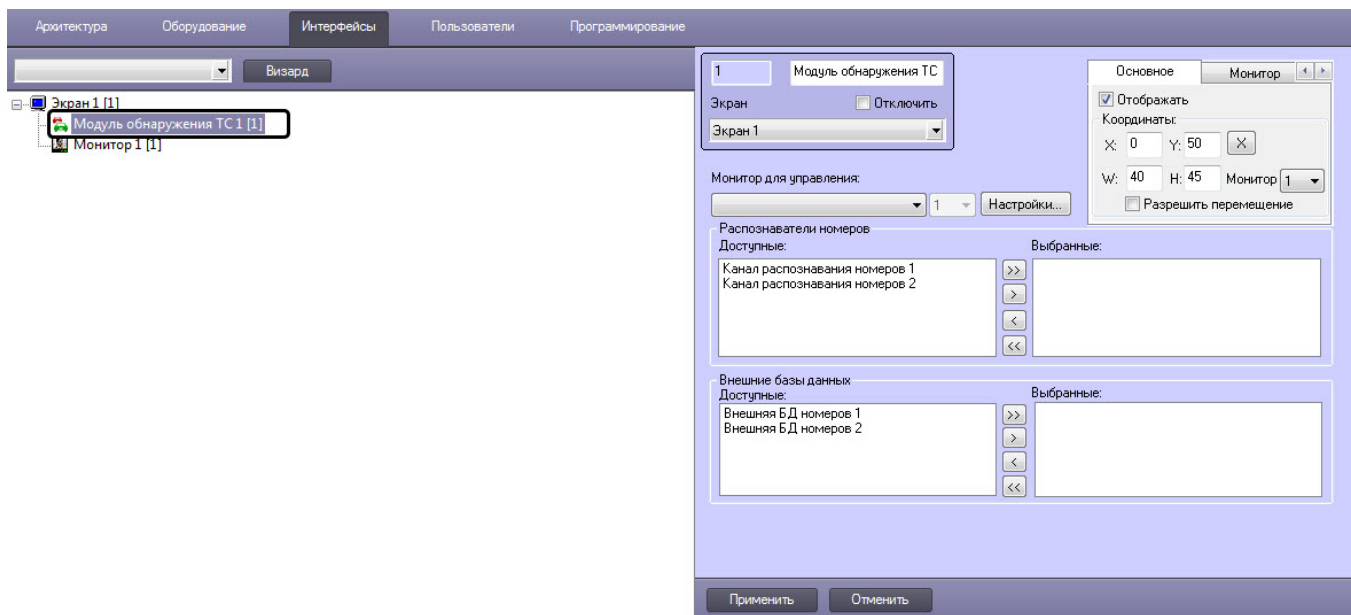 Архитектура Оборудование Интерфейсы Пользователи Программирование
Визард
Экран 1 [1]
Модуль обнаружения ТС 1 [1]
Монитор 1 [1]
1 Модуль обнаружения ТС
Экран Отключить
Экран 1
Основное Монитор
Отображать
Координаты:
X: 0 Y: 50 X
W: 40 H: 45 Монитор 1
Разрешить перемещение
Монитор для управления:
1 Настройки...
Распознаватели номеров
Доступные: Выбранные:
Канал распознавания номеров 1
Канал распознавания номеров 2
>>
>
<
<<
Внешние базы данных
Доступные: Выбранные:
Внешняя БД номеров 1
Внешняя БД номеров 2
>>
>
<
<<
Применить Отменить